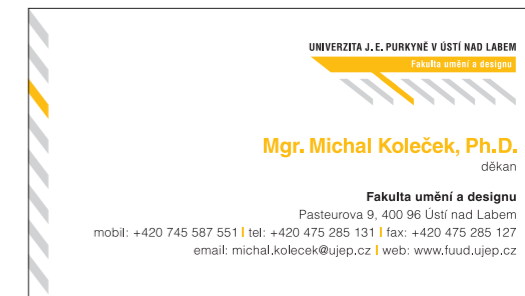 UNIVERZITA J. E. PURKYNĚ V ÚSTÍ NAD LABEM
Fakulta umění a designu
Mgr. Michal Koleček, Ph.D.
děkan
Fakulta umění a designu
Pasteurova 9, 400 96 Ústí nad Labem
mobil: +420 745 587 551 | tel: +420 475 285 131 | fax: +420 475 285 127
email: michal.kolecek@ujep.cz | web: www.fuud.ujep.cz